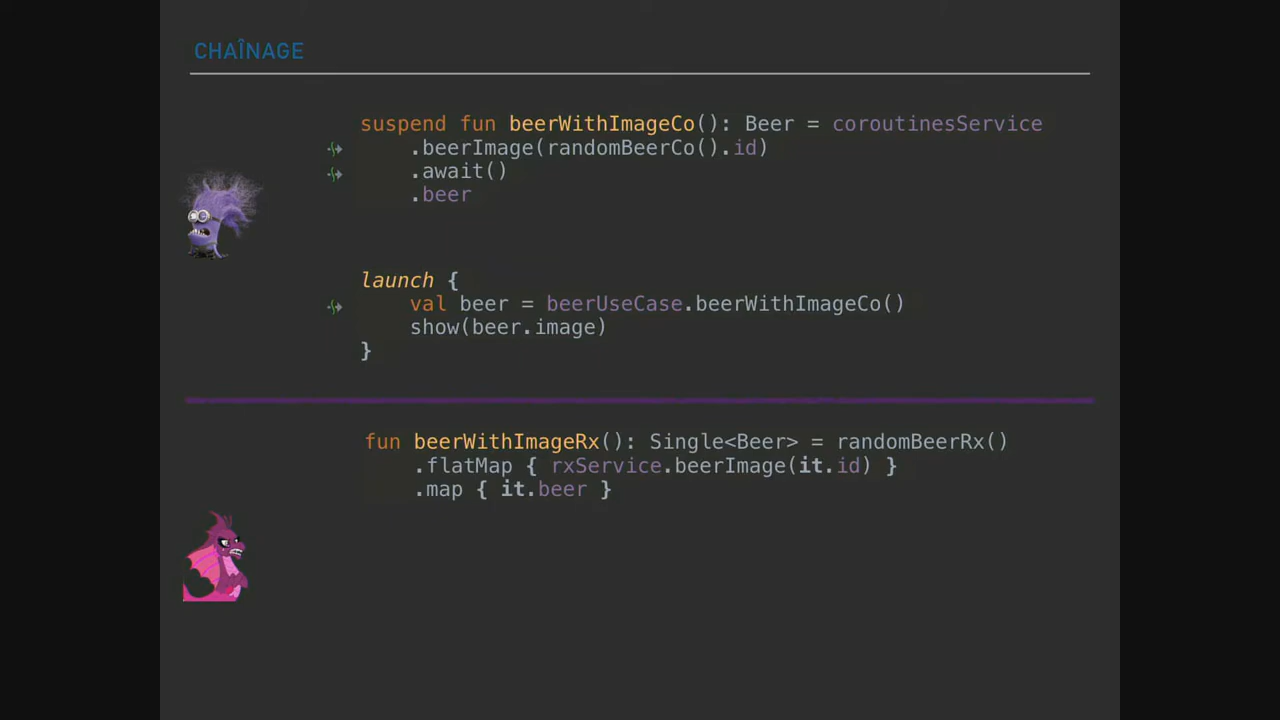 CHAÎNAGE
suspend fun beerWithImageCo(): Beer = coroutinesService
.beerImage(randomBeerCo().id)
.await()
.beer
launch {
val beer = beerUseCase.beerWithImageCo()
show(beer.image)
}
fun beerWithImageRx(): Single<Beer> = randomBeerRx()
.flatMap { rxService.beerImage(it.id) }
.map { it.beer }